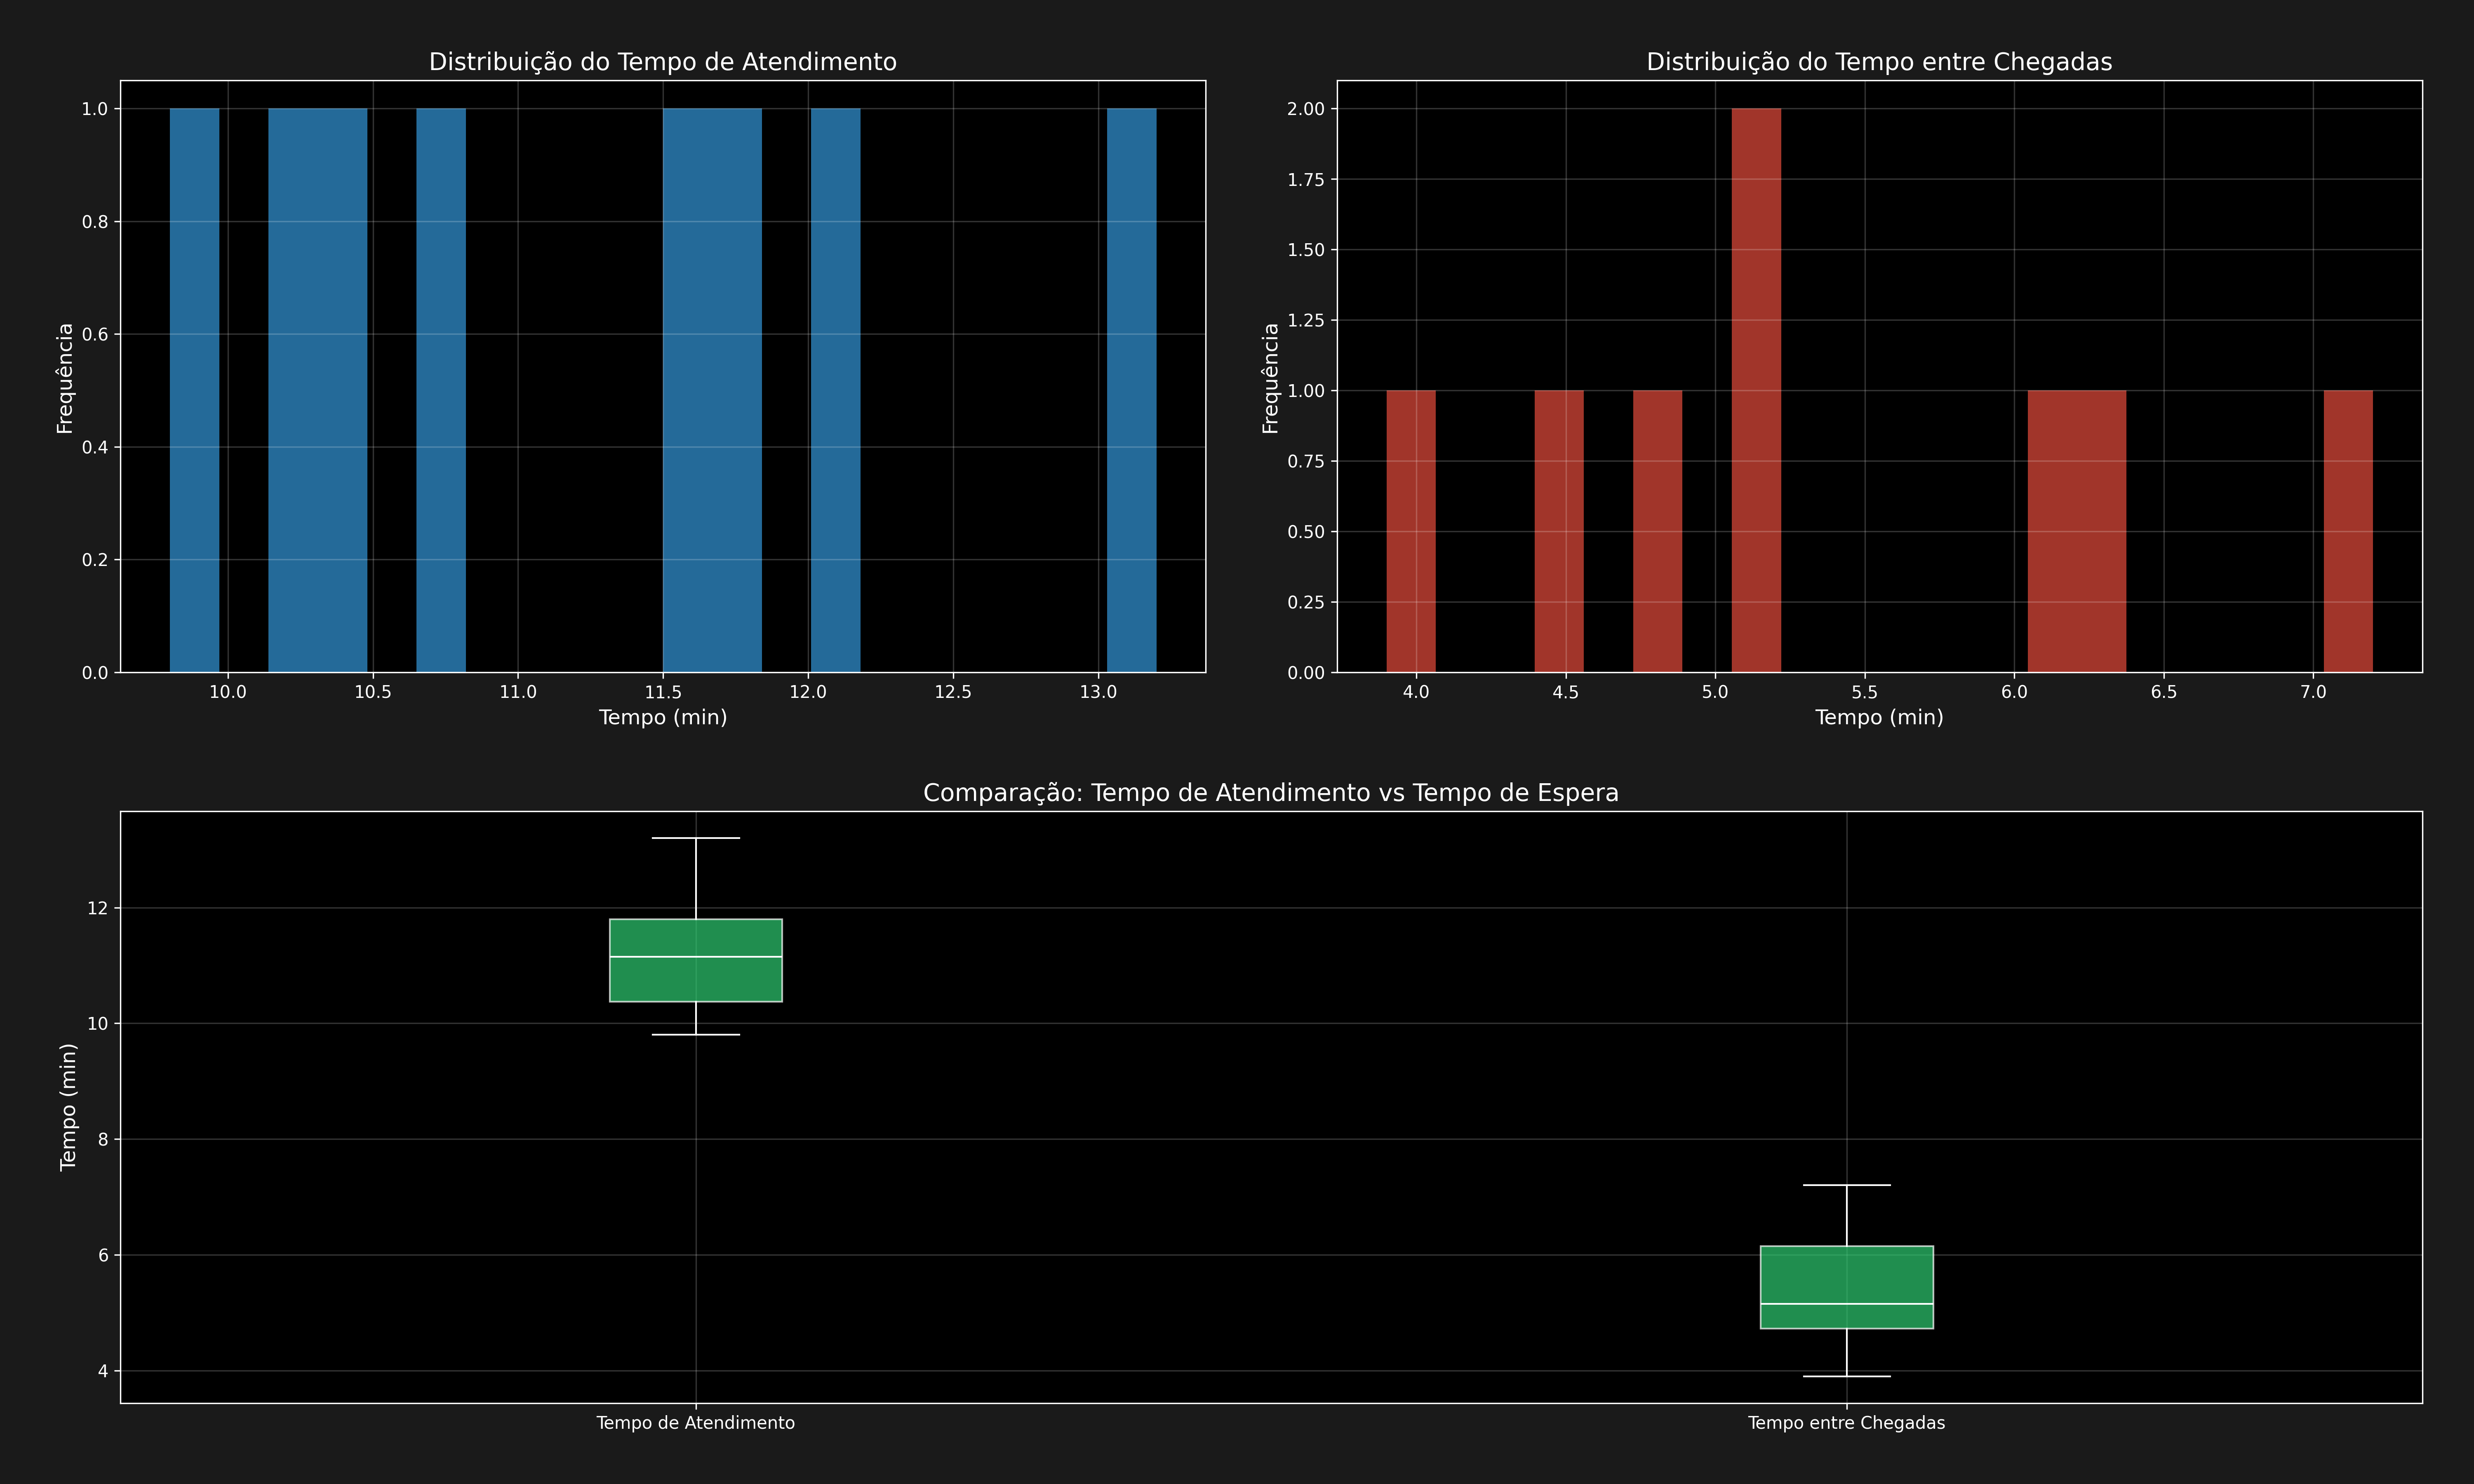 Distribuição do Tempo de Atendimento
Frequência
1.0
0.8
0.6
0.4
0.2
0.0
10.0 10.5 11.0 11.5 12.0 12.5 13.0
Tempo (min)
Distribuição do Tempo entre Chegadas
Frequência
2.00
1.75
1.50
1.25
1.00
0.75
0.50
0.25
0.00
4.0 4.5 5.0 5.5 6.0 6.5 7.0
Tempo (min)
Comparação: Tempo de Atendimento vs Tempo de Espera
Tempo (min)
12
10
8
6
4
Tempo de Atendimento Tempo entre Chegadas